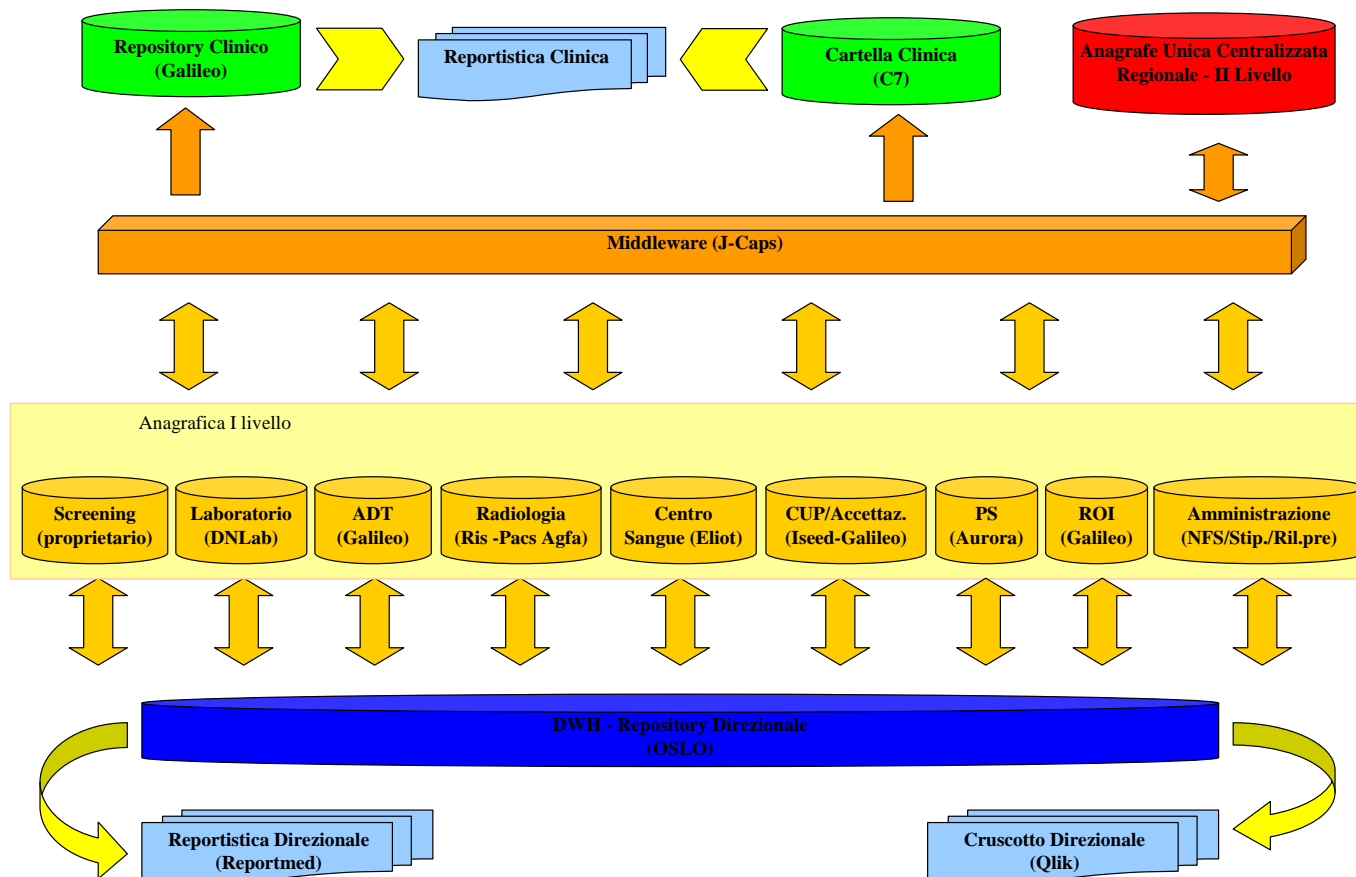 Repository Clinico
(Galileo)
Reportistica Clinica
Cartella Clinica
(C7)
Anagrafe Unica Centralizzata
Regionale - II Livello
Middleware (J-Caps)
Anagrafica I livello
Screening
(proprietario)
Laboratorio
(DNLab)
ADT
(Galileo)
Radiologia
(Ris -Pacs Agfa)
Centro
Sangue (Eliot)
CUP/Accettaz.
(Iseed-Galileo)
PS
(Aurora)
ROI
(Galileo)
Amministrazione
(NFS/Stip./Ril.pre)
DWH - Repository Direzionale
(OSLO)
Reportistica Direzionale
(Reportmed)
Cruscotto Direzionale
(Qlik)